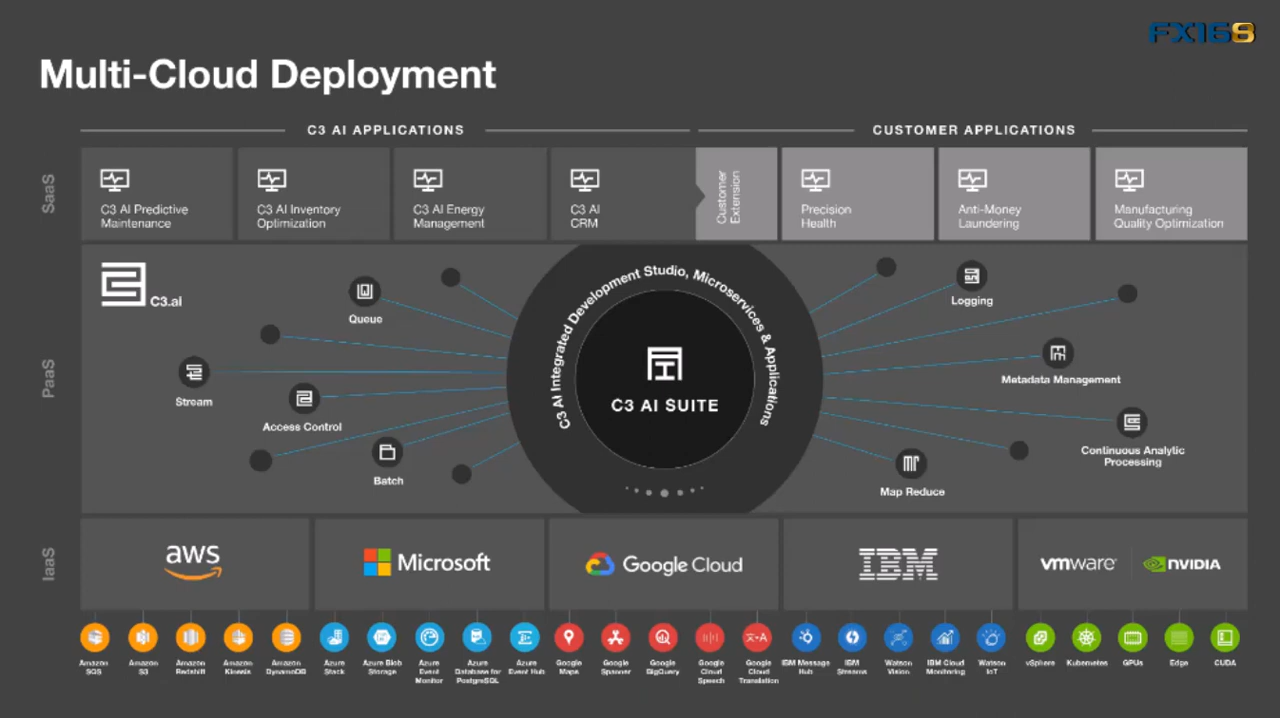 FX168
Multi-Cloud Deployment
C3 AI APPLICATIONS
CUSTOMER APPLICATIONS
SaaS
C3 AI Predictive
Maintenance
C3 AI Inventory
Optimization
C3 AI Energy
Management
C3 AI
CRM
Customer
Extension
Precision
Health
Anti-Money
Laundering
Manufacturing
Quality Optimization
PaaS
C3.ai
Queue
Stream
Access Control
Batch
C3 AI Integrated Development Studio, Microservices & Applications
C3 AI SUITE
Logging
Metadata Management
Continuous Analytic
Processing
Map Reduce
IaaS
aws
Microsoft
Google Cloud
IBM
vmware
NVIDIA
Amazon
SQS
Amazon
S3
Amazon
Redshift
Amazon
Kinesis
Amazon
DynamoDB
Azure
Stack
Azure Blob
Storage
Azure
Event
Monitor
Azure
Database for
PostgreSQL
Azure
Event Hub
Google
Maps
Google
Spanner
Google
BigQuery
Google
Cloud
Speech
Google
Cloud
Translation
IBM Message
Hub
IBM
Streams
Watson
Vision
IBM Cloud
Monitoring
Watson
IoT
vSphere
Kubernetes
GPUs
Edge
CUDA